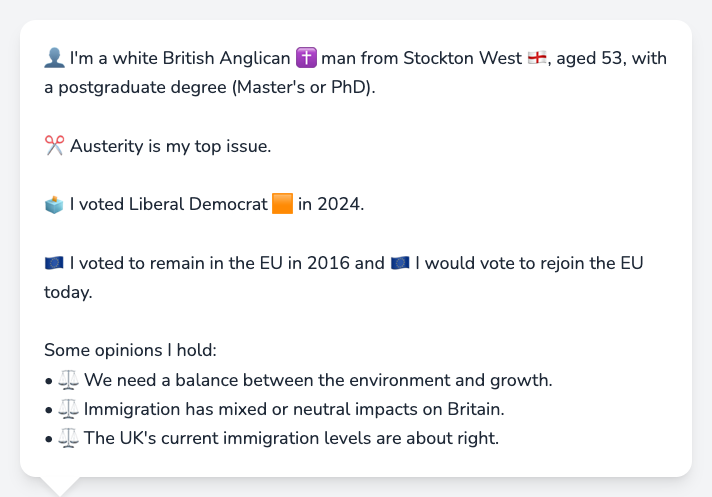 👤 I'm a white British Anglican ✝️ man from Stockton West 🏴󠁧󠁢󠁥󠁮󠁧󠁿, aged 53, with
a postgraduate degree (Master's or PhD).
✂️ Austerity is my top issue.
🗳️ I voted Liberal Democrat 🟧 in 2024.
🇪🇺 I voted to remain in the EU in 2016 and 🇪🇺 I would vote to rejoin the EU
today.
Some opinions I hold:
• ⚖️ We need a balance between the environment and growth.
• ⚖️ Immigration has mixed or neutral impacts on Britain.
• ⚖️ The UK's current immigration levels are about right.